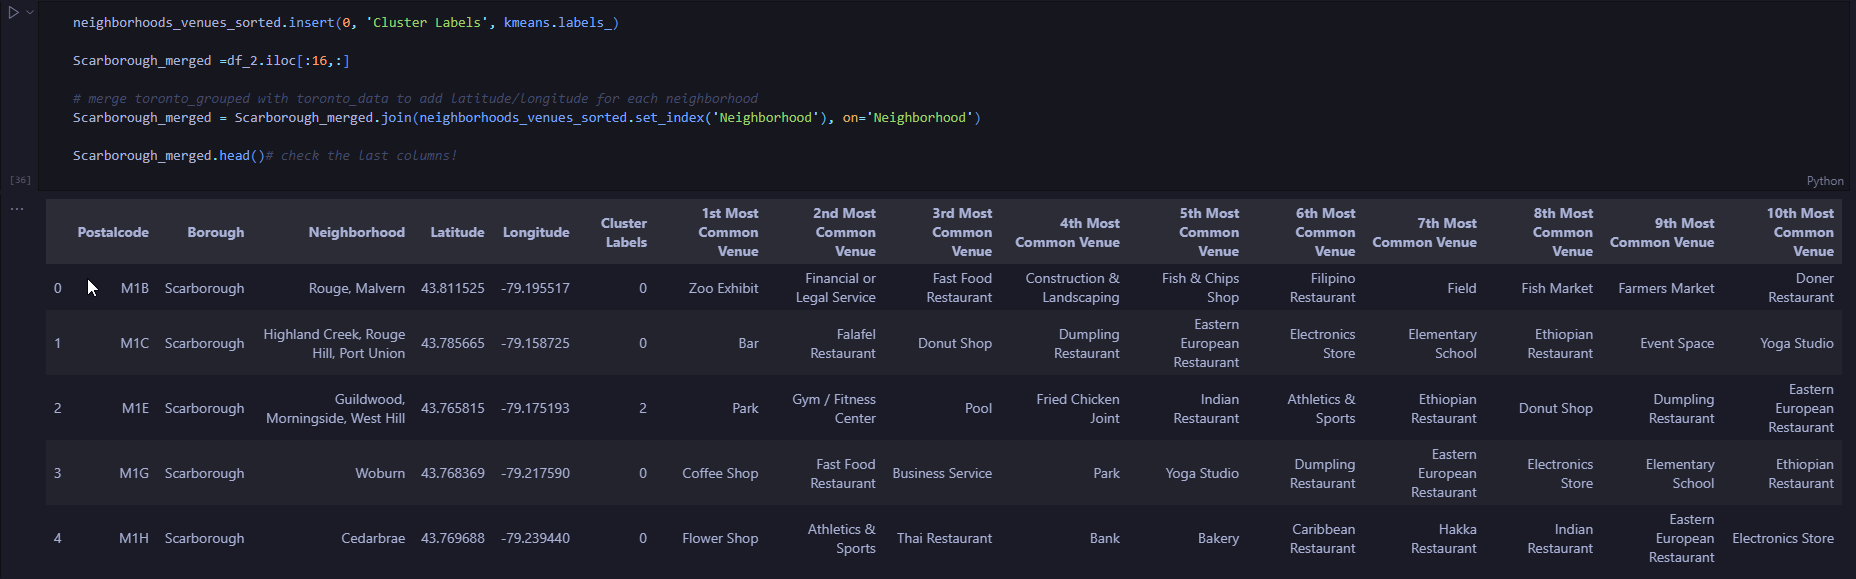 neighborhoods_venues_sorted.insert(0, 'Cluster Labels', kmeans.labels_)
Scarborough_merged =df_2.iloc[:16,:]
# merge toronto_grouped with toronto_data to add latitude/longitude for each neighborhood
Scarborough_merged = Scarborough_merged.join(neighborhoods_venues_sorted.set_index('Neighborhood'), on='Neighborhood')
Scarborough_merged.head()# check the last columns!
[36]
Python
Postalcode Borough Neighborhood Latitude Longitude Cluster Labels 1st Most Common Venue 2nd Most Common Venue 3rd Most Common Venue 4th Most Common Venue 5th Most Common Venue 6th Most Common Venue 7th Most Common Venue 8th Most Common Venue 9th Most Common Venue 10th Most Common Venue
0 M1B Scarborough Rouge, Malvern 43.811525 -79.195517 0 Zoo Exhibit Financial or Legal Service Fast Food Restaurant Construction & Landscaping Fish & Chips Shop Filipino Restaurant Field Fish Market Farmers Market Doner Restaurant
1 M1C Scarborough Highland Creek, Rouge Hill, Port Union 43.785665 -79.158725 0 Bar Falafel Restaurant Donut Shop Dumpling Restaurant Eastern European Restaurant Electronics Store Elementary School Ethiopian Restaurant Event Space Yoga Studio
2 M1E Scarborough Guildwood, Morningside, West Hill 43.765815 -79.175193 2 Park Gym / Fitness Center Pool Fried Chicken Joint Indian Restaurant Athletics & Sports Ethiopian Restaurant Donut Shop Dumpling Restaurant Eastern European Restaurant
3 M1G Scarborough Woburn 43.768369 -79.217590 0 Coffee Shop Fast Food Restaurant Business Service Park Yoga Studio Dumpling Restaurant Eastern European Restaurant Electronics Store Elementary School Ethiopian Restaurant
4 M1H Scarborough Cedarbrae 43.769688 -79.239440 0 Flower Shop Athletics & Sports Thai Restaurant Bank Bakery Caribbean Restaurant Hakka Restaurant Indian Restaurant Eastern European Restaurant Electronics Store